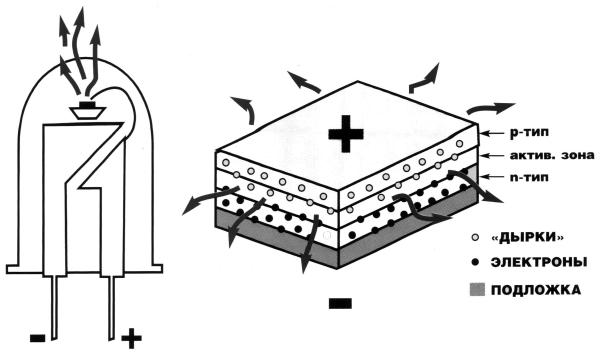 p-тип
актив. зона
n-тип
«ДЫРКИ»
ЭЛЕКТРОНЫ
ПОДЛОЖКА